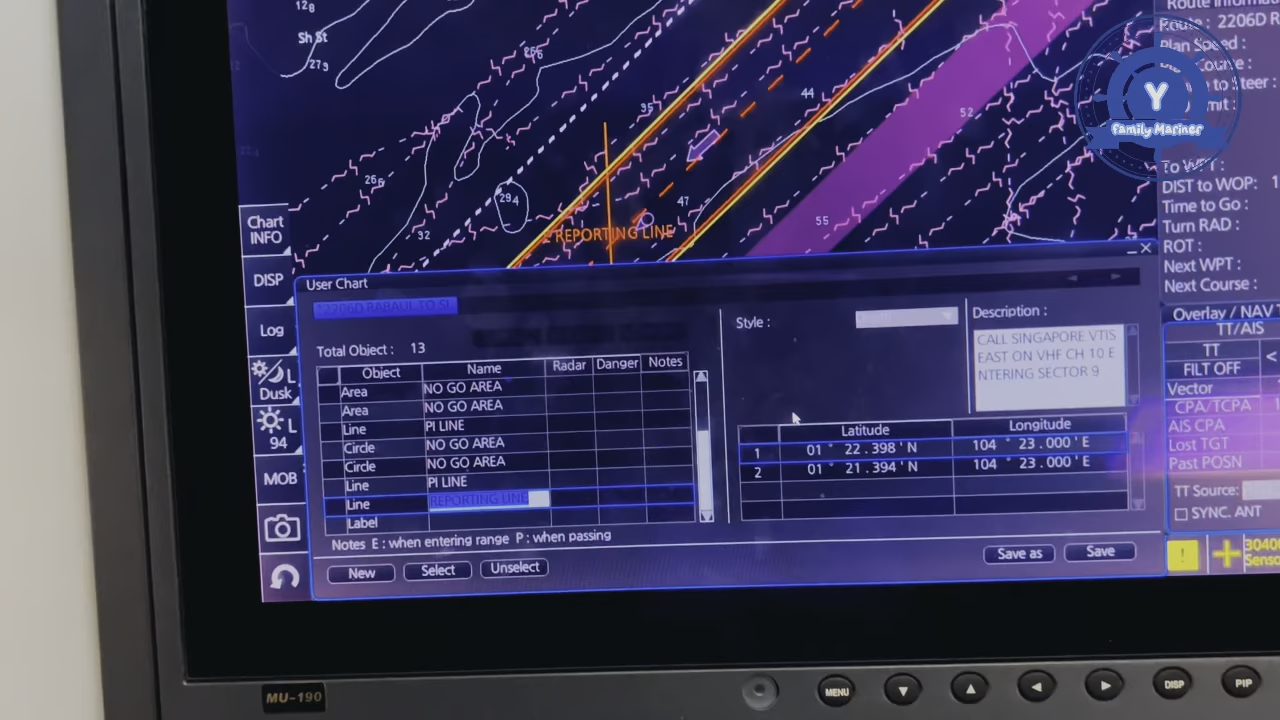 12 8
Sh St
27 3
26 6
35
44
52
26 6
29 4
47
32
55
REPORTING LINE
Route : 2206D R
Plan Speed :
To WPT :
DIST to WOP: 1
Time to Go :
Turn RAD :
ROT :
Next WPT :
Next Course :
Y
family Mariner
Chart
INFO
DISP
Log
L
Dusk
L
94
MOB
User Chart
Total Object : 13
Object Name Radar Danger Notes
Area NO GO AREA
Area NO GO AREA
Line PI LINE
Circle NO GO AREA
Circle NO GO AREA
Line PI LINE
Line REPORTING LINE
Label
Notes E : when entering range P : when passing
New Select Unselect
Style :
Description :
CALL SINGAPORE VTIS
EAST ON VHF CH 10 E
NTERING SECTOR 9
Latitude Longitude
1 01 ° 22.398 ' N 104 ° 23.000 ' E
2 01 ° 21.394 ' N 104 ° 23.000 ' E
Save as Save
Overlay / NAV
TT/AIS
TT
FILT OFF
<
Vector
CPA/TCPA
AIS CPA
Lost TGT
Past POSN
TT Source:
SYNC. ANT
!
3040
Senso
MU-190
MENU
DISP
PIP